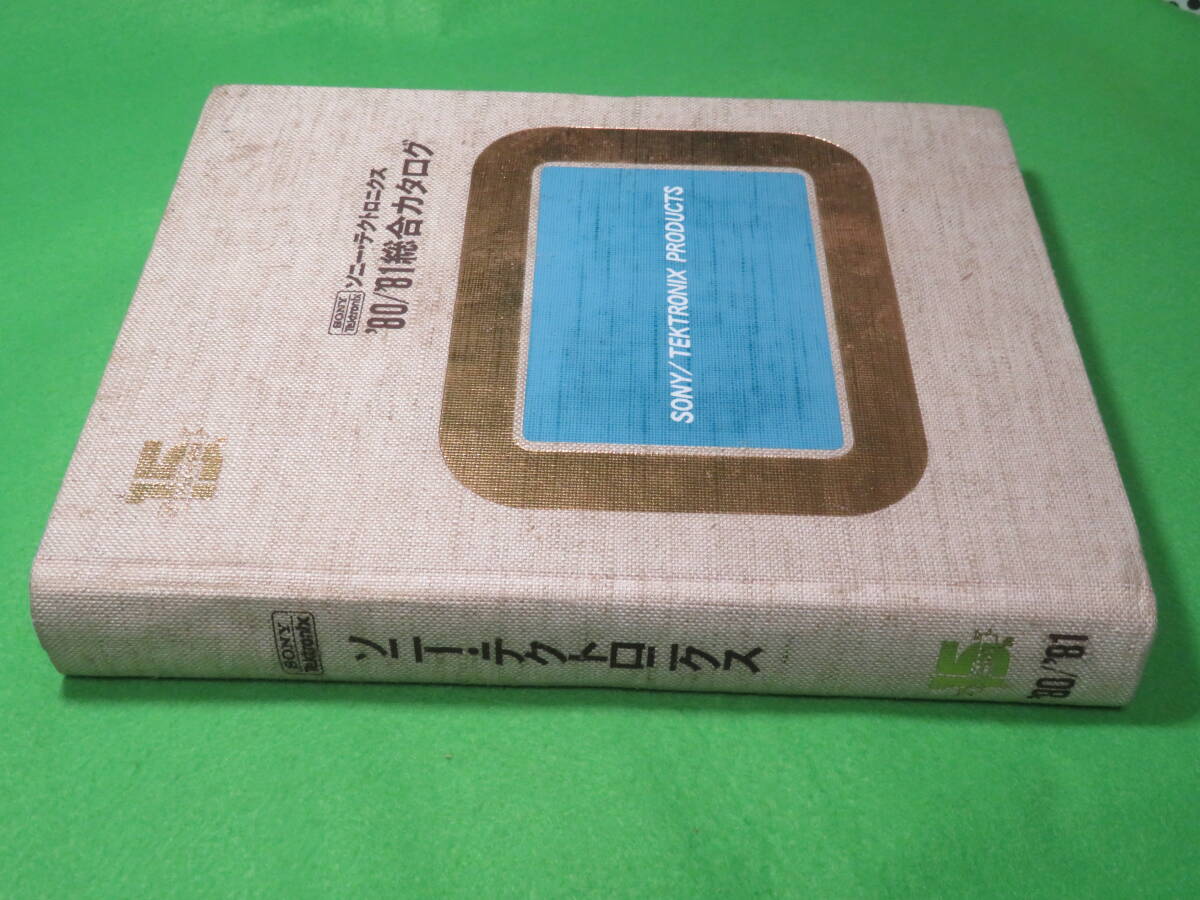 SONY
Tektronix
ソニー・テクトロニクス
'80/'81総合カタログ
SONY/TEKTRONIX PRODUCTS
15
SONY
Tektronix
ソニー・テクトロニクス
15
'80/'81